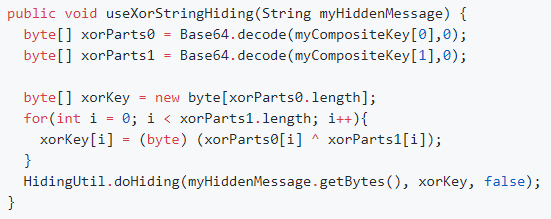 public void useXorStringHiding(String myHiddenMessage) {
  byte[] xorParts0 = Base64.decode(myCompositeKey[0],0);
  byte[] xorParts1 = Base64.decode(myCompositeKey[1],0);

  byte[] xorKey = new byte[xorParts0.length];
  for(int i = 0; i < xorParts1.length; i++){
    xorKey[i] = (byte) (xorParts0[i] ^ xorParts1[i]);
  }
  HidingUtil.doHiding(myHiddenMessage.getBytes(), xorKey, false);
}